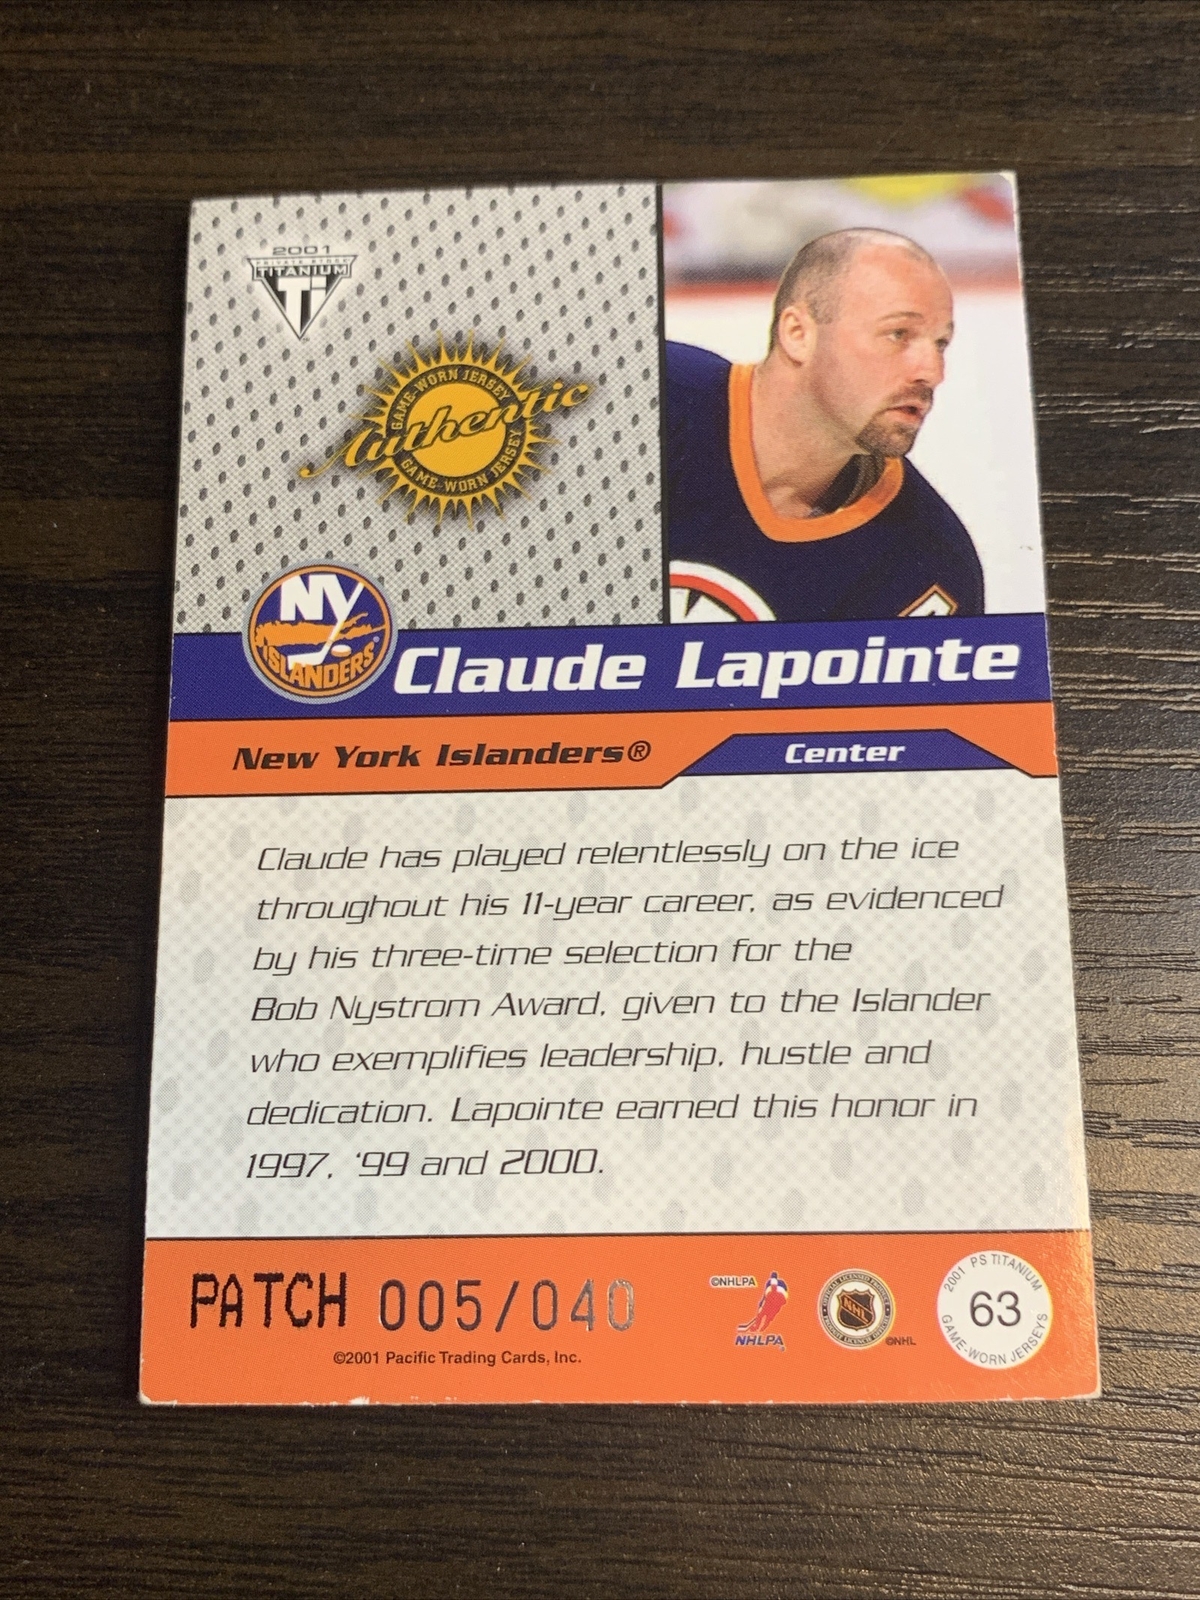 2001
PRIVATE STOCK
TITANIUM
Ti
GAME-WORN JERSEY
Authentic
GAME-WORN JERSEY
NY
ISLANDERS
Claude Lapointe
New York Islanders®
Center
Claude has played relentlessly on the ice
throughout his 11-year career, as evidenced
by his three-time selection for the
Bob Nystrom Award, given to the Islander
who exemplifies leadership, hustle and
dedication. Lapointe earned this honor in
1997, '99 and 2000.
PATCH 005/040
©2001 Pacific Trading Cards, Inc.
©NHLPA
NHLPA
NHL
©NHL
2001 PS TITANIUM
63
GAME-WORN JERSEYS